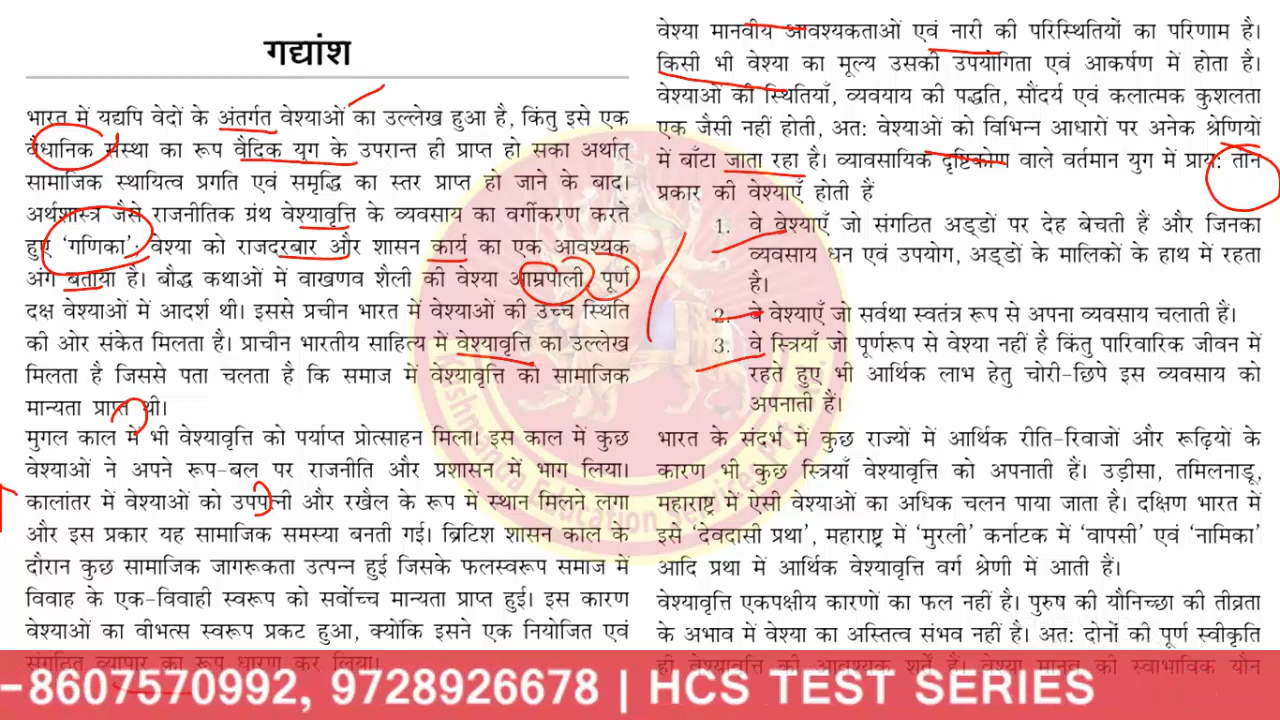 गद्यांश
भारत में यद्यपि वेदों के अंतर्गत वेश्याओं का उल्लेख हुआ है, किंतु इसे एक
वैधानिक संस्था का रूप वैदिक युग के उपरान्त ही प्राप्त हो सका अर्थात्
सामाजिक स्थायित्व प्रगति एवं समृद्धि का स्तर प्राप्त हो जाने के बाद।
अर्थशास्त्र जैसे राजनीतिक ग्रंथ वेश्यावृत्ति के व्यवसाय का वर्गीकरण करते
हुए ‘गणिका’: वेश्या को राजदरबार और शासन कार्य का एक आवश्यक
अंग बताया है। बौद्ध कथाओं में वाखणव शैली की वेश्या आम्रपाली, पूर्ण
दक्ष वेश्याओं में आदर्श थी। इससे प्रचीन भारत में वेश्याओं की उच्च स्थिति
की ओर संकेत मिलता है। प्राचीन भारतीय साहित्य में वेश्यावृत्ति का उल्लेख
मिलता है जिससे पता चलता है कि समाज में वेश्यावृत्ति को सामाजिक
मान्यता प्राप्त थी।
मुगल काल में भी वेश्यावृत्ति को पर्याप्त प्रोत्साहन मिला। इस काल में कुछ
वेश्याओं ने अपने रूप-बल पर राजनीति और प्रशासन में भाग लिया।
कालांतर में वेश्याओं को उपपत्नी और रखैल के रूप में स्थान मिलने लगा
और इस प्रकार यह सामाजिक समस्या बनती गई। ब्रिटिश शासन काल के
दौरान कुछ सामाजिक जागरूकता उत्पन्न हुई जिसके फलस्वरूप समाज में
विवाह के एक-विवाही स्वरूप को सर्वोच्च मान्यता प्राप्त हुई। इस कारण
वेश्याओं का वीभत्स स्वरूप प्रकट हुआ, क्योंकि इसने एक नियोजित एवं
संगठित व्यापार का रूप धारण कर लिया।
वेश्या मानवीय आवश्यकताओं एवं नारी की परिस्थितियों का परिणाम है।
किसी भी वेश्या का मूल्य उसकी उपयोगिता एवं आकर्षण में होता है।
वेश्याओं की स्थितियाँ, व्यवयाय की पद्धति, सौंदर्य एवं कलात्मक कुशलता
एक जैसी नहीं होती, अत: वेश्याओं को विभिन्न आधारों पर अनेक श्रेणियों
में बाँटा जाता रहा है। व्यावसायिक दृष्टिकोण वाले वर्तमान युग में प्राय: तीन
प्रकार की वेश्याएँ होती हैं
1. वे वेश्याएँ जो संगठित अड्डों पर देह बेचती हैं और जिनका
व्यवसाय धन एवं उपयोग, अड्डों के मालिकों के हाथ में रहता
है।
2. वे वेश्याएँ जो सर्वथा स्वतंत्र रूप से अपना व्यवसाय चलाती हैं।
3. वे स्त्रियाँ जो पूर्णरूप से वेश्या नहीं है किंतु पारिवारिक जीवन में
रहते हुए भी आर्थिक लाभ हेतु चोरी-छिपे इस व्यवसाय को
अपनाती हैं।
भारत के संदर्भ में कुछ राज्यों में आर्थिक रीति-रिवाजों और रूढ़ियों के
कारण भी कुछ स्त्रियाँ वेश्यावृत्ति को अपनाती हैं। उड़ीसा, तमिलनाडू,
महाराष्ट्र में ऐसी वेश्याओं का अधिक चलन पाया जाता है। दक्षिण भारत में
इसे ‘देवदासी प्रथा’, महाराष्ट्र में ‘मुरली’ कर्नाटक में ‘वापसी’ एवं ‘नामिका’
आदि प्रथा में आर्थिक वेश्यावृत्ति वर्ग श्रेणी में आती हैं।
वेश्यावृत्ति एकपक्षीय कारणों का फल नहीं है। पुरुष की यौनिच्छा की तीव्रता
के अभाव में वेश्या का अस्तित्व संभव नहीं है। अत: दोनों की पूर्ण स्वीकृति
ही वेश्यावृत्ति की आवश्यक शर्तें हैं। वेश्या मानव की स्वाभाविक यौन
-8607570992, 9728926678 | HCS TEST SERIES